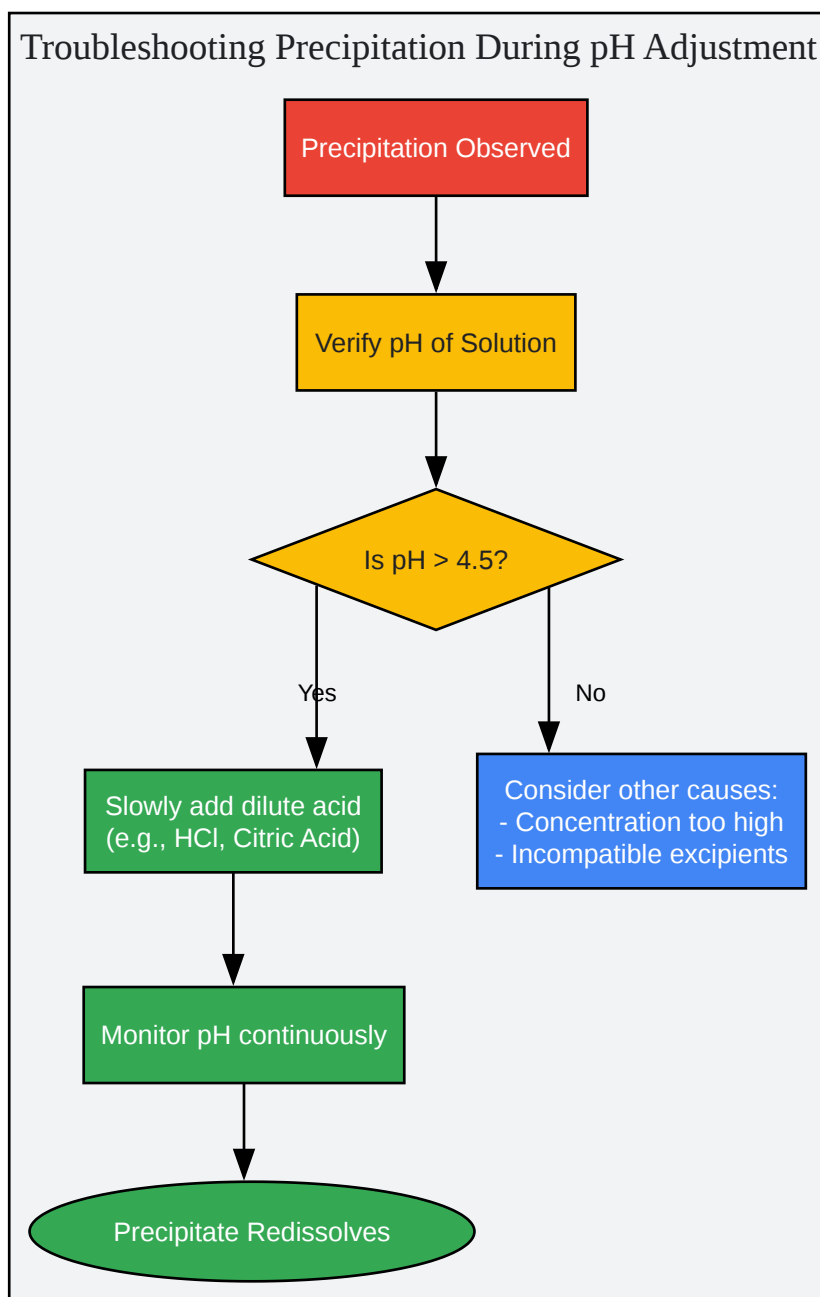 Troubleshooting Precipitation During pH Adjustment
Precipitation Observed
Verify pH of Solution
Is pH > 4.5?
Yes
No
Slowly add dilute acid
(e.g., HCl, Citric Acid)
Consider other causes:
- Concentration too high
- Incompatible excipients
Monitor pH continuously
Precipitate Redissolves